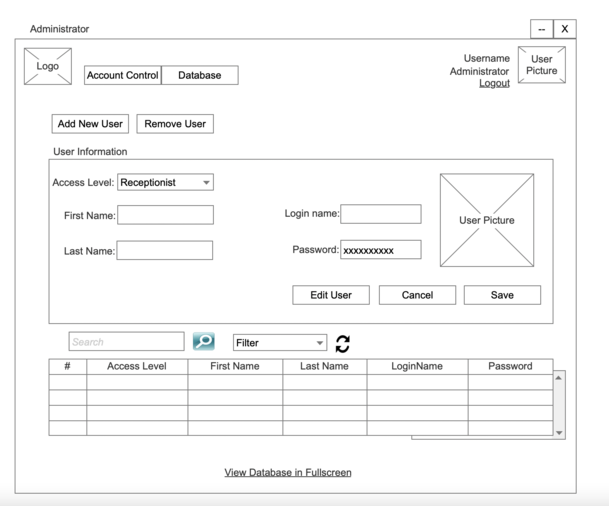 Administrator
-- X
Logo
Account Control Database
Username
Administrator
Logout
User
Picture
Add New User Remove User
User Information
Access Level: Receptionist
First Name:
Login name:
User Picture
Last Name:
Password: xxxxxxxxxx
Edit User Cancel Save
Search Filter
# Access Level First Name Last Name LoginName Password
View Database in Fullscreen